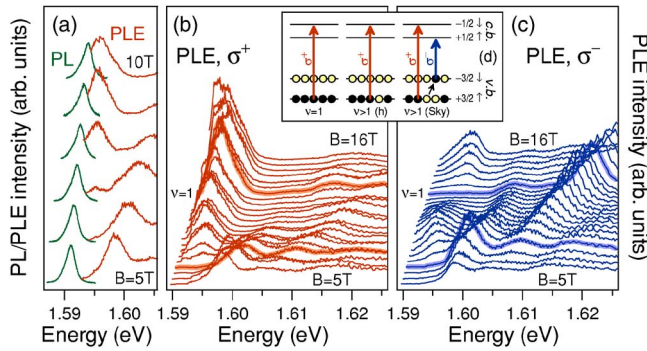 (a)
PL
PLE
10T
B=5T
PL/PLE intensity (arb. units)
1.59
1.60
Energy (eV)
(b)
PLE, σ+
B=16T
ν=1
B=5T
1.59
1.60
1.61
1.62
Energy (eV)
−1/2 ↓
+1/2 ↑
c.b.
σ+
σ+
σ+
σ−
(d)
−3/2 ↓
+3/2 ↑
v.b.
ν=1
ν>1 (h)
ν>1 (Sky)
(c)
PLE, σ−
B=16T
ν=1
B=5T
1.59
1.60
1.61
1.62
Energy (eV)
PLE intensity (arb. units)